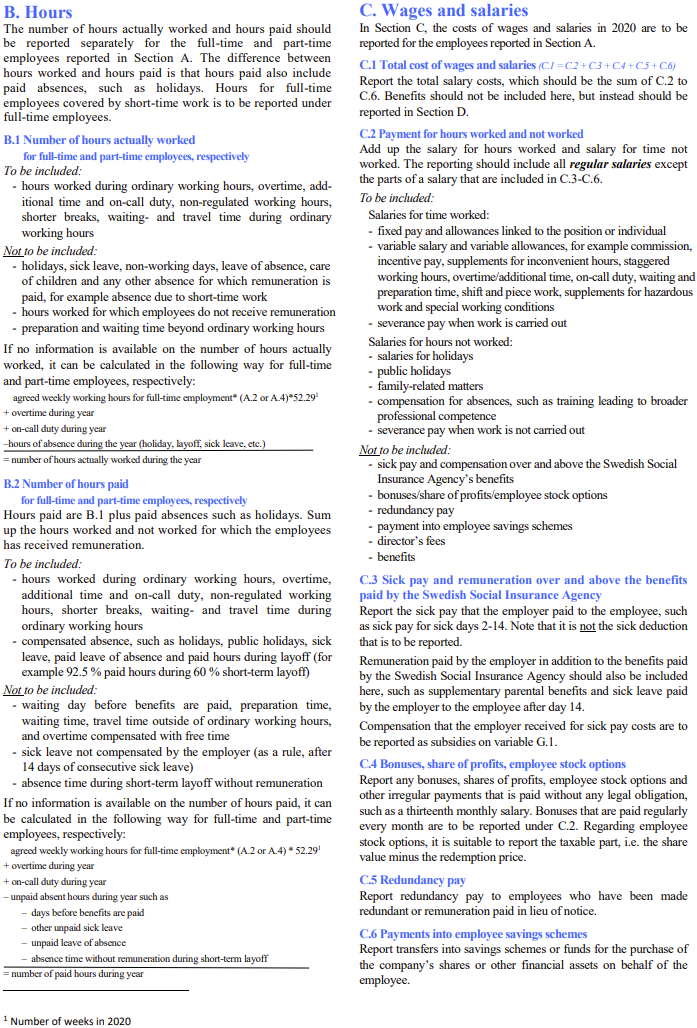 B. Hours
The number of hours actually worked and hours paid should
be reported separately for the full-time and part-time
employees reported in Section A. The difference between
hours worked and hours paid is that hours paid also include
paid absences, such as holidays. Hours for full-time
employees covered by short-time work is to be reported under
full-time employees.
B.1 Number of hours actually worked
for full-time and part-time employees, respectively
To be included:
- hours worked during ordinary working hours, overtime, add-
itional time and on-call duty, non-regulated working hours,
shorter breaks, waiting- and travel time during ordinary
working hours
Not to be included:
- holidays, sick leave, non-working days, leave of absence, care
of children and any other absence for which remuneration is
paid, for example absence due to short-time work
- hours worked for which employees do not receive remuneration
- preparation and waiting time beyond ordinary working hours
If no information is available on the number of hours actually
worked, it can be calculated in the following way for full-time
and part-time employees, respectively:
agreed weekly working hours for full-time employment* (A.2 or A.4)*52.29¹
+ overtime during year
+ on-call duty during year
–hours of absence during the year (holiday, layoff, sick leave, etc.)
= number of hours actually worked during the year
B.2 Number of hours paid
for full-time and part-time employees, respectively
Hours paid are B.1 plus paid absences such as holidays. Sum
up the hours worked and not worked for which the employees
has received remuneration.
To be included:
- hours worked during ordinary working hours, overtime,
additional time and on-call duty, non-regulated working
hours, shorter breaks, waiting- and travel time during
ordinary working hours
- compensated absence, such as holidays, public holidays, sick
leave, paid leave of absence and paid hours during layoff (for
example 92.5 % paid hours during 60 % short-term layoff)
Not to be included:
- waiting day before benefits are paid, preparation time,
waiting time, travel time outside of ordinary working hours,
and overtime compensated with free time
- sick leave not compensated by the employer (as a rule, after
14 days of consecutive sick leave)
- absence time during short-term layoff without remuneration
If no information is available on the number of hours paid, it can
be calculated in the following way for full-time and part-time
employees, respectively:
agreed weekly working hours for full-time employment* (A.2 or A.4) * 52.29¹
+ overtime during year
+ on-call duty during year
– unpaid absent hours during year such as
– days before benefits are paid
– other unpaid sick leave
– unpaid leave of absence
– absence time without remuneration during short-term layoff
= number of paid hours during year
¹ Number of weeks in 2020
C. Wages and salaries
In Section C, the costs of wages and salaries in 2020 are to be
reported for the employees reported in Section A.
C.1 Total cost of wages and salaries (C.1 = C.2 + C.3 + C.4 + C.5 + C.6)
Report the total salary costs, which should be the sum of C.2 to
C.6. Benefits should not be included here, but instead should be
reported in Section D.
C.2 Payment for hours worked and not worked
Add up the salary for hours worked and salary for time not
worked. The reporting should include all regular salaries except
the parts of a salary that are included in C.3-C.6.
To be included:
Salaries for time worked:
- fixed pay and allowances linked to the position or individual
- variable salary and variable allowances, for example commission,
incentive pay, supplements for inconvenient hours, staggered
working hours, overtime/additional time, on-call duty, waiting and
preparation time, shift and piece work, supplements for hazardous
work and special working conditions
- severance pay when work is carried out
Salaries for hours not worked:
- salaries for holidays
- public holidays
- family-related matters
- compensation for absences, such as training leading to broader
professional competence
- severance pay when work is not carried out
Not to be included:
- sick pay and compensation over and above the Swedish Social
Insurance Agency's benefits
- bonuses/share of profits/employee stock options
- redundancy pay
- payment into employee savings schemes
- director's fees
- benefits
C.3 Sick pay and remuneration over and above the benefits
paid by the Swedish Social Insurance Agency
Report the sick pay that the employer paid to the employee, such
as sick pay for sick days 2-14. Note that it is not the sick deduction
that is to be reported.
Remuneration paid by the employer in addition to the benefits paid
by the Swedish Social Insurance Agency should also be included
here, such as supplementary parental benefits and sick leave paid
by the employer to the employee after day 14.
Compensation that the employer received for sick pay costs are to
be reported as subsidies on variable G.1.
C.4 Bonuses, share of profits, employee stock options
Report any bonuses, shares of profits, employee stock options and
other irregular payments that is paid without any legal obligation,
such as a thirteenth monthly salary. Bonuses that are paid regularly
every month are to be reported under C.2. Regarding employee
stock options, it is suitable to report the taxable part, i.e. the share
value minus the redemption price.
C.5 Redundancy pay
Report redundancy pay to employees who have been made
redundant or remuneration paid in lieu of notice.
C.6 Payments into employee savings schemes
Report transfers into savings schemes or funds for the purchase of
the company's shares or other financial assets on behalf of the
employee.